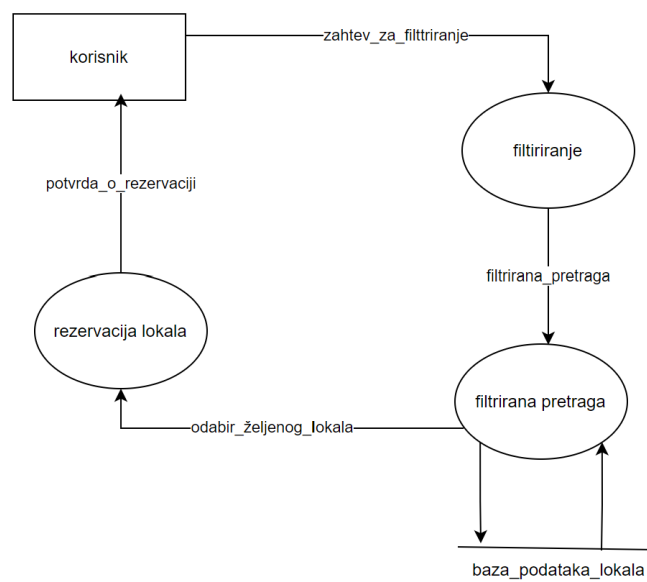 korisnik
zahtev_za_filttriranje
filtiriranje
potvrda_o_rezervaciji
filtrirana_pretraga
rezervacija lokala
filtrirana pretraga
odabir_željenog_lokala
baza_podataka_lokala